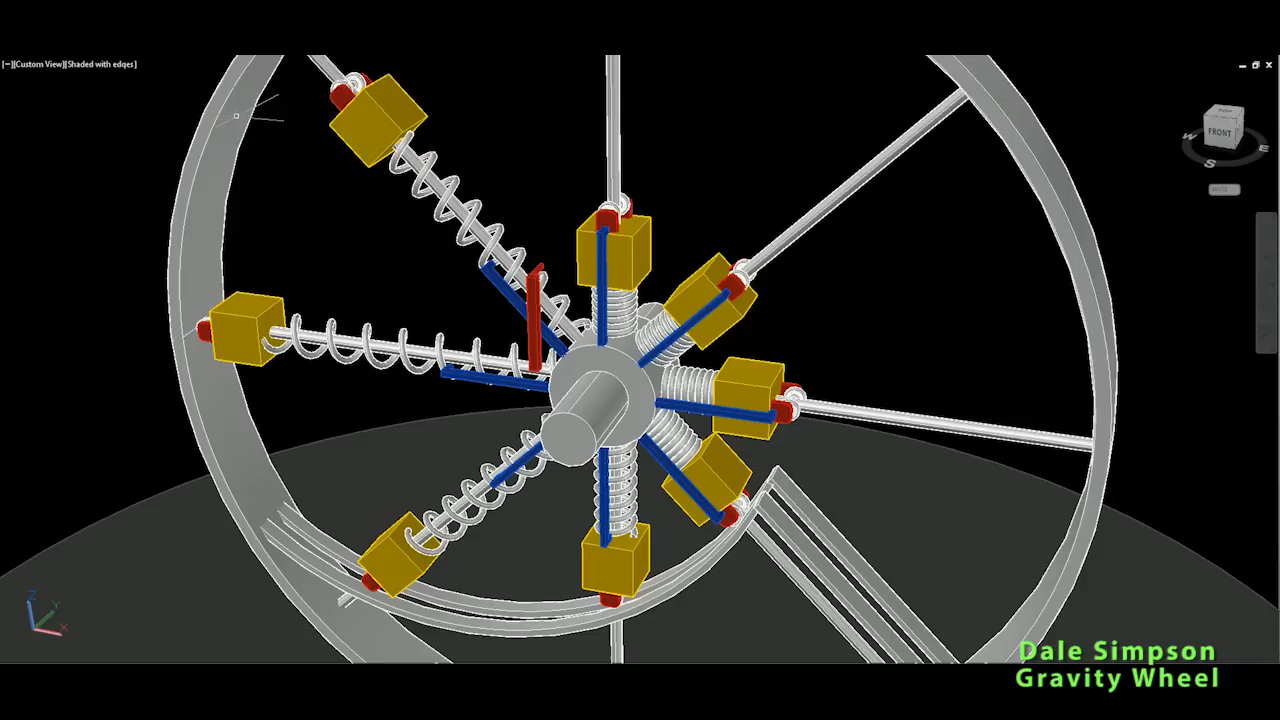 [−][Custom View][Shaded with edges]
FRONT
W
E
S
Z
Y
X
Dale Simpson
Gravity Wheel